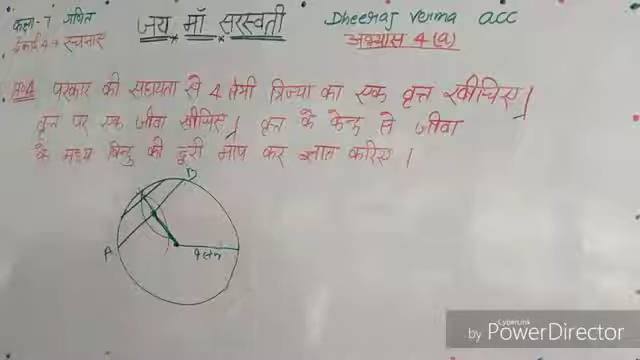 कक्षा-7 गणित
इकाई 4 → रचनाएं
जय माँ सरस्वती
Dheeraj Verma acc
अभ्यास 4 (a)
परकार की सहायता से 4 सेमी त्रिज्या का एक वृत्त खीचिए।
वृत्त पर एक जीवा खीचिए। वृत्त के केन्द्र से जीवा
के मध्य बिन्दु की दूरी माप कर ज्ञात करिए।
B
A
4 सेमी
by CyberLink PowerDirector